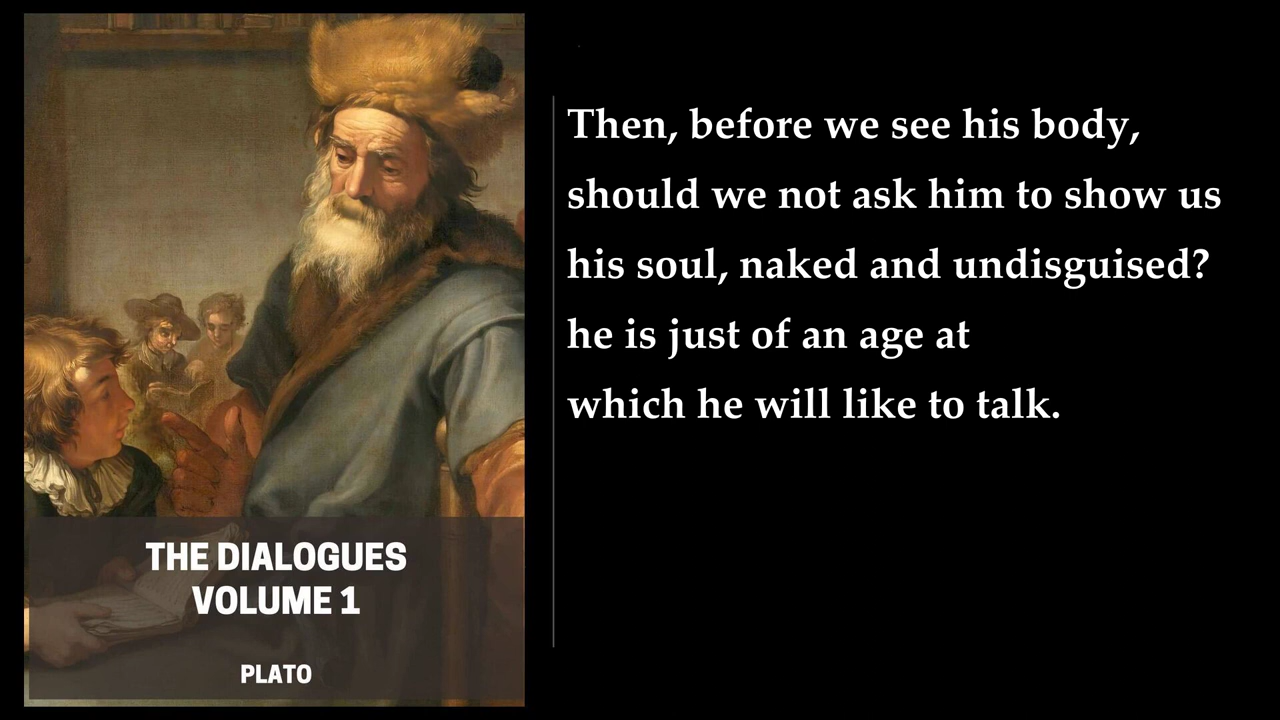 THE DIALOGUES
VOLUME 1
PLATO
Then, before we see his body,
should we not ask him to show us
his soul, naked and undisguised?
he is just of an age at
which he will like to talk.